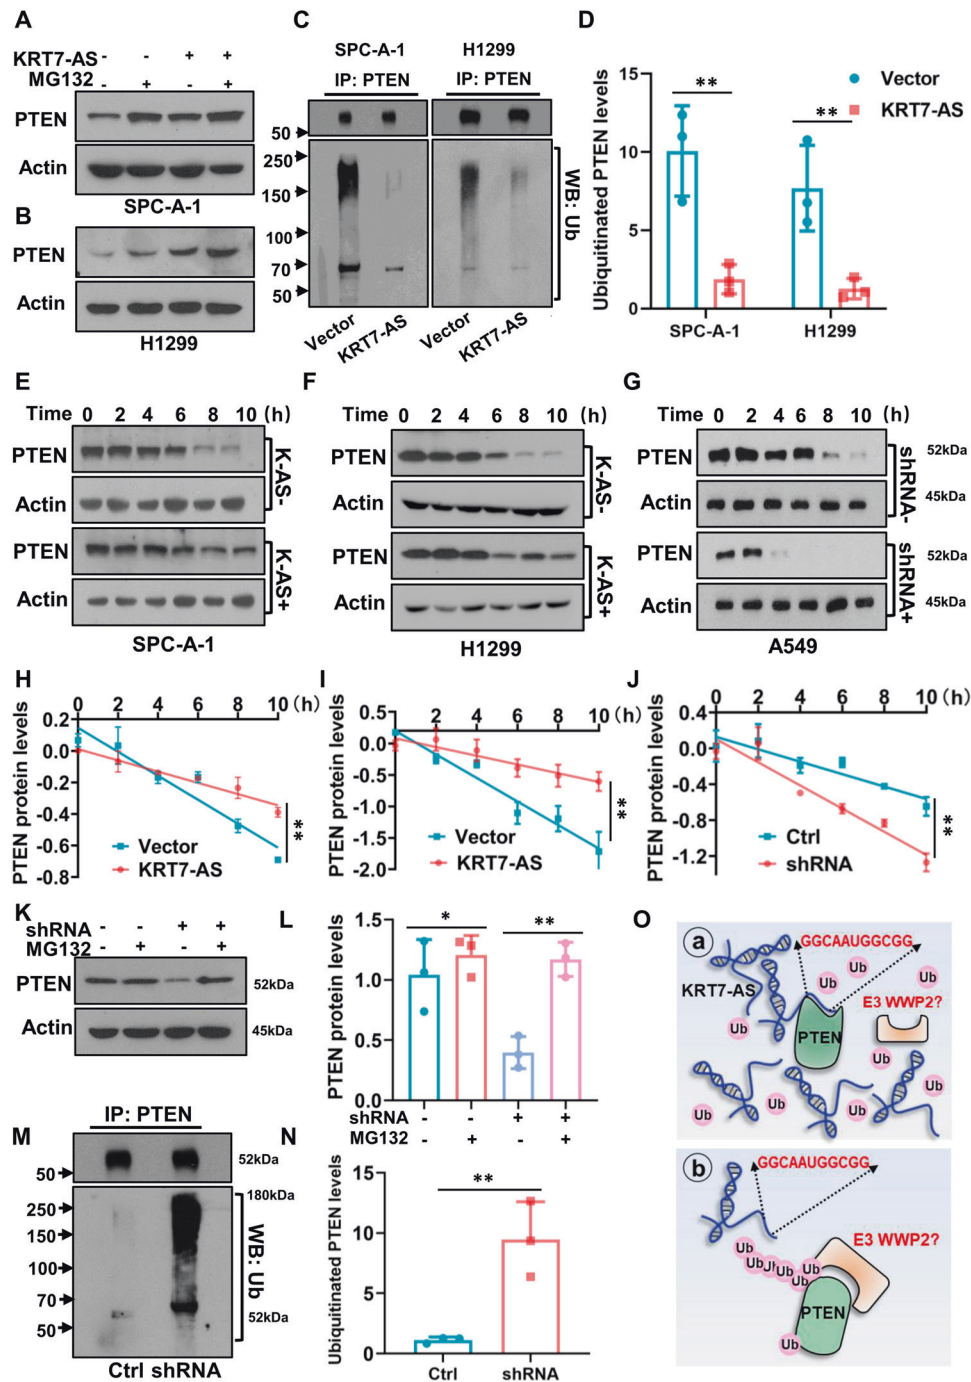 A
KRT7-AS - - + +
MG132 - + - +
PTEN
Actin
SPC-A-1
B
PTEN
Actin
H1299
C
SPC-A-1 H1299
IP: PTEN IP: PTEN
50
250
150
100
70
50
WB: Ub
Vector KRT7-AS Vector KRT7-AS
D
Ubiquitinated PTEN levels
15
10
5
0
** **
Vector
KRT7-AS
SPC-A-1 H1299
E
Time 0 2 4 6 8 10 (h)
PTEN
Actin
K-AS-
PTEN
Actin
K-AS+
SPC-A-1
F
Time 0 2 4 6 8 10 (h)
PTEN
Actin
K-AS-
PTEN
Actin
K-AS+
H1299
G
Time 0 2 4 6 8 10 (h)
PTEN 52kDa
Actin 45kDa
shRNA-
PTEN 52kDa
Actin 45kDa
shRNA+
A549
H
PTEN protein levels
0 2 4 6 8 10 (h)
0.2
0.0
-0.2
-0.4
-0.6
-0.8
**
Vector
KRT7-AS
I
PTEN protein levels
0 2 4 6 8 10 (h)
0.5
0.0
-0.5
-1.0
-1.5
-2.0
**
Vector
KRT7-AS
J
PTEN protein levels
0 2 4 6 8 10 (h)
0.4
0.0
-0.4
-0.8
-1.2
**
Ctrl
shRNA
K
shRNA - - + +
MG132 - + - +
PTEN 52kDa
Actin 45kDa
L
PTEN protein levels
1.5
1.0
0.5
0.0
* **
shRNA - - + +
MG132 - + - +
M
IP: PTEN
50 52kDa
250 180kDa
150
100
70
50 52kDa
WB: Ub
Ctrl shRNA
N
Ubiquitinated PTEN levels
15
10
5
0
**
Ctrl shRNA
O
a
GGCAAUGGCGG
KRT7-AS
Ub
Ub
Ub
E3 WWP2?
PTEN
Ub
Ub
Ub
Ub
Ub
Ub
b
GGCAAUGGCGG
E3 WWP2?
Ub
Ub
Ub
Ub
Ub
PTEN
Ub